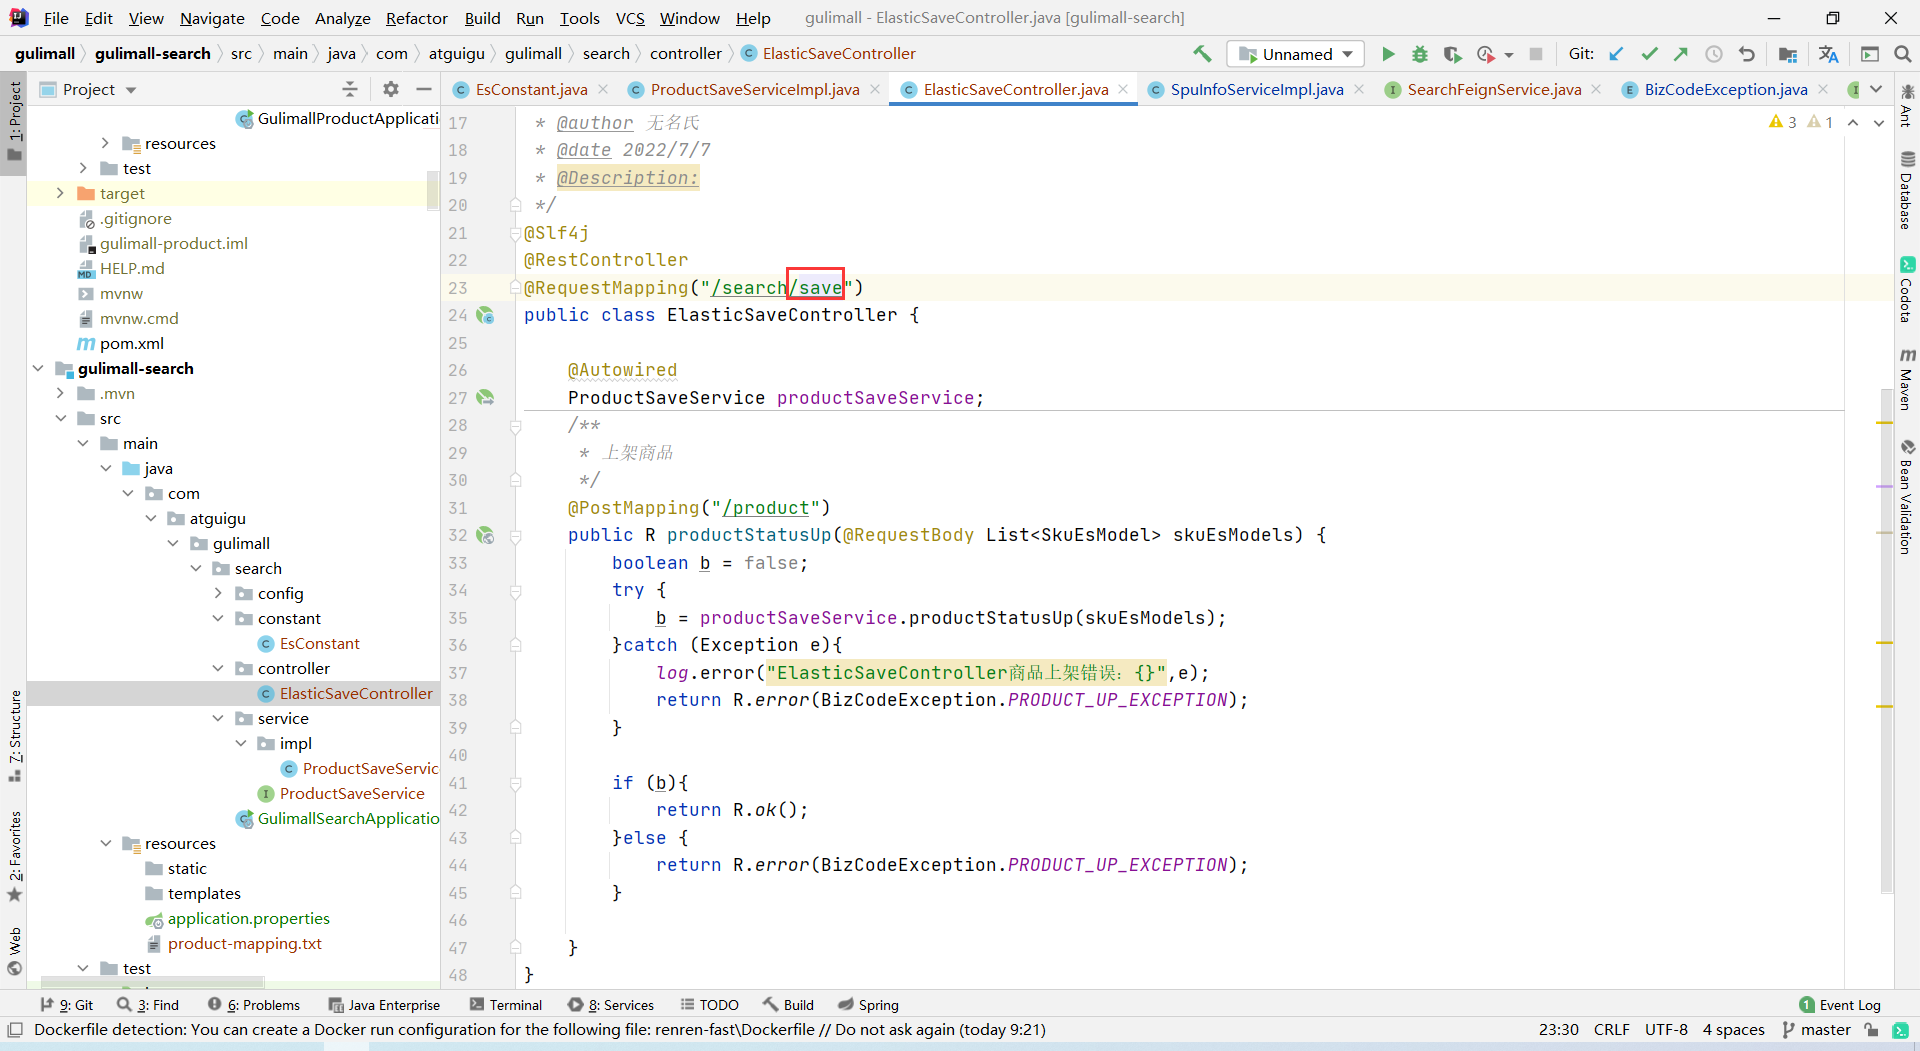 File Edit View Navigate Code Analyze Refactor Build Run Tools VCS Window Help gulimall - ElasticSaveController.java [gulimall-search]
gulimall gulimall-search src main java com atguigu gulimall search controller ElasticSaveController Unnamed Git:
Project EsConstant.java ProductSaveServiceImpl.java ElasticSaveController.java SpuInfoServiceImpl.java SearchFeignService.java BizCodeException.java
1: Project
7: Structure
2: Favorites
Web
GulimallProductApplicati
resources
test
target
.gitignore
gulimall-product.iml
HELP.md
mvnw
mvnw.cmd
pom.xml
gulimall-search
.mvn
src
main
java
com
atguigu
gulimall
search
config
constant
EsConstant
controller
ElasticSaveController
service
impl
ProductSaveServic
ProductSaveService
GulimallSearchApplicatio
resources
static
templates
application.properties
product-mapping.txt
test
3 1
17 * @author 无名氏
18 * @date 2022/7/7
19 * @Description:
20 */
21 @Slf4j
22 @RestController
23 @RequestMapping("/search/save")
24 public class ElasticSaveController {
25
26 @Autowired
27 ProductSaveService productSaveService;
28 /**
29 * 上架商品
30 */
31 @PostMapping("/product")
32 public R productStatusUp(@RequestBody List<SkuEsModel> skuEsModels) {
33 boolean b = false;
34 try {
35 b = productSaveService.productStatusUp(skuEsModels);
36 }catch (Exception e){
37 log.error("ElasticSaveController商品上架错误: {}",e);
38 return R.error(BizCodeException.PRODUCT_UP_EXCEPTION);
39 }
40
41 if (b){
42 return R.ok();
43 }else {
44 return R.error(BizCodeException.PRODUCT_UP_EXCEPTION);
45 }
46
47 }
48 }
Ant
Database
Codota
Maven
Bean Validation
9: Git 3: Find 6: Problems Java Enterprise Terminal 8: Services TODO Build Spring 1 Event Log
Dockerfile detection: You can create a Docker run configuration for the following file: renren-fast\Dockerfile // Do not ask again (today 9:21) 23:30 CRLF UTF-8 4 spaces master